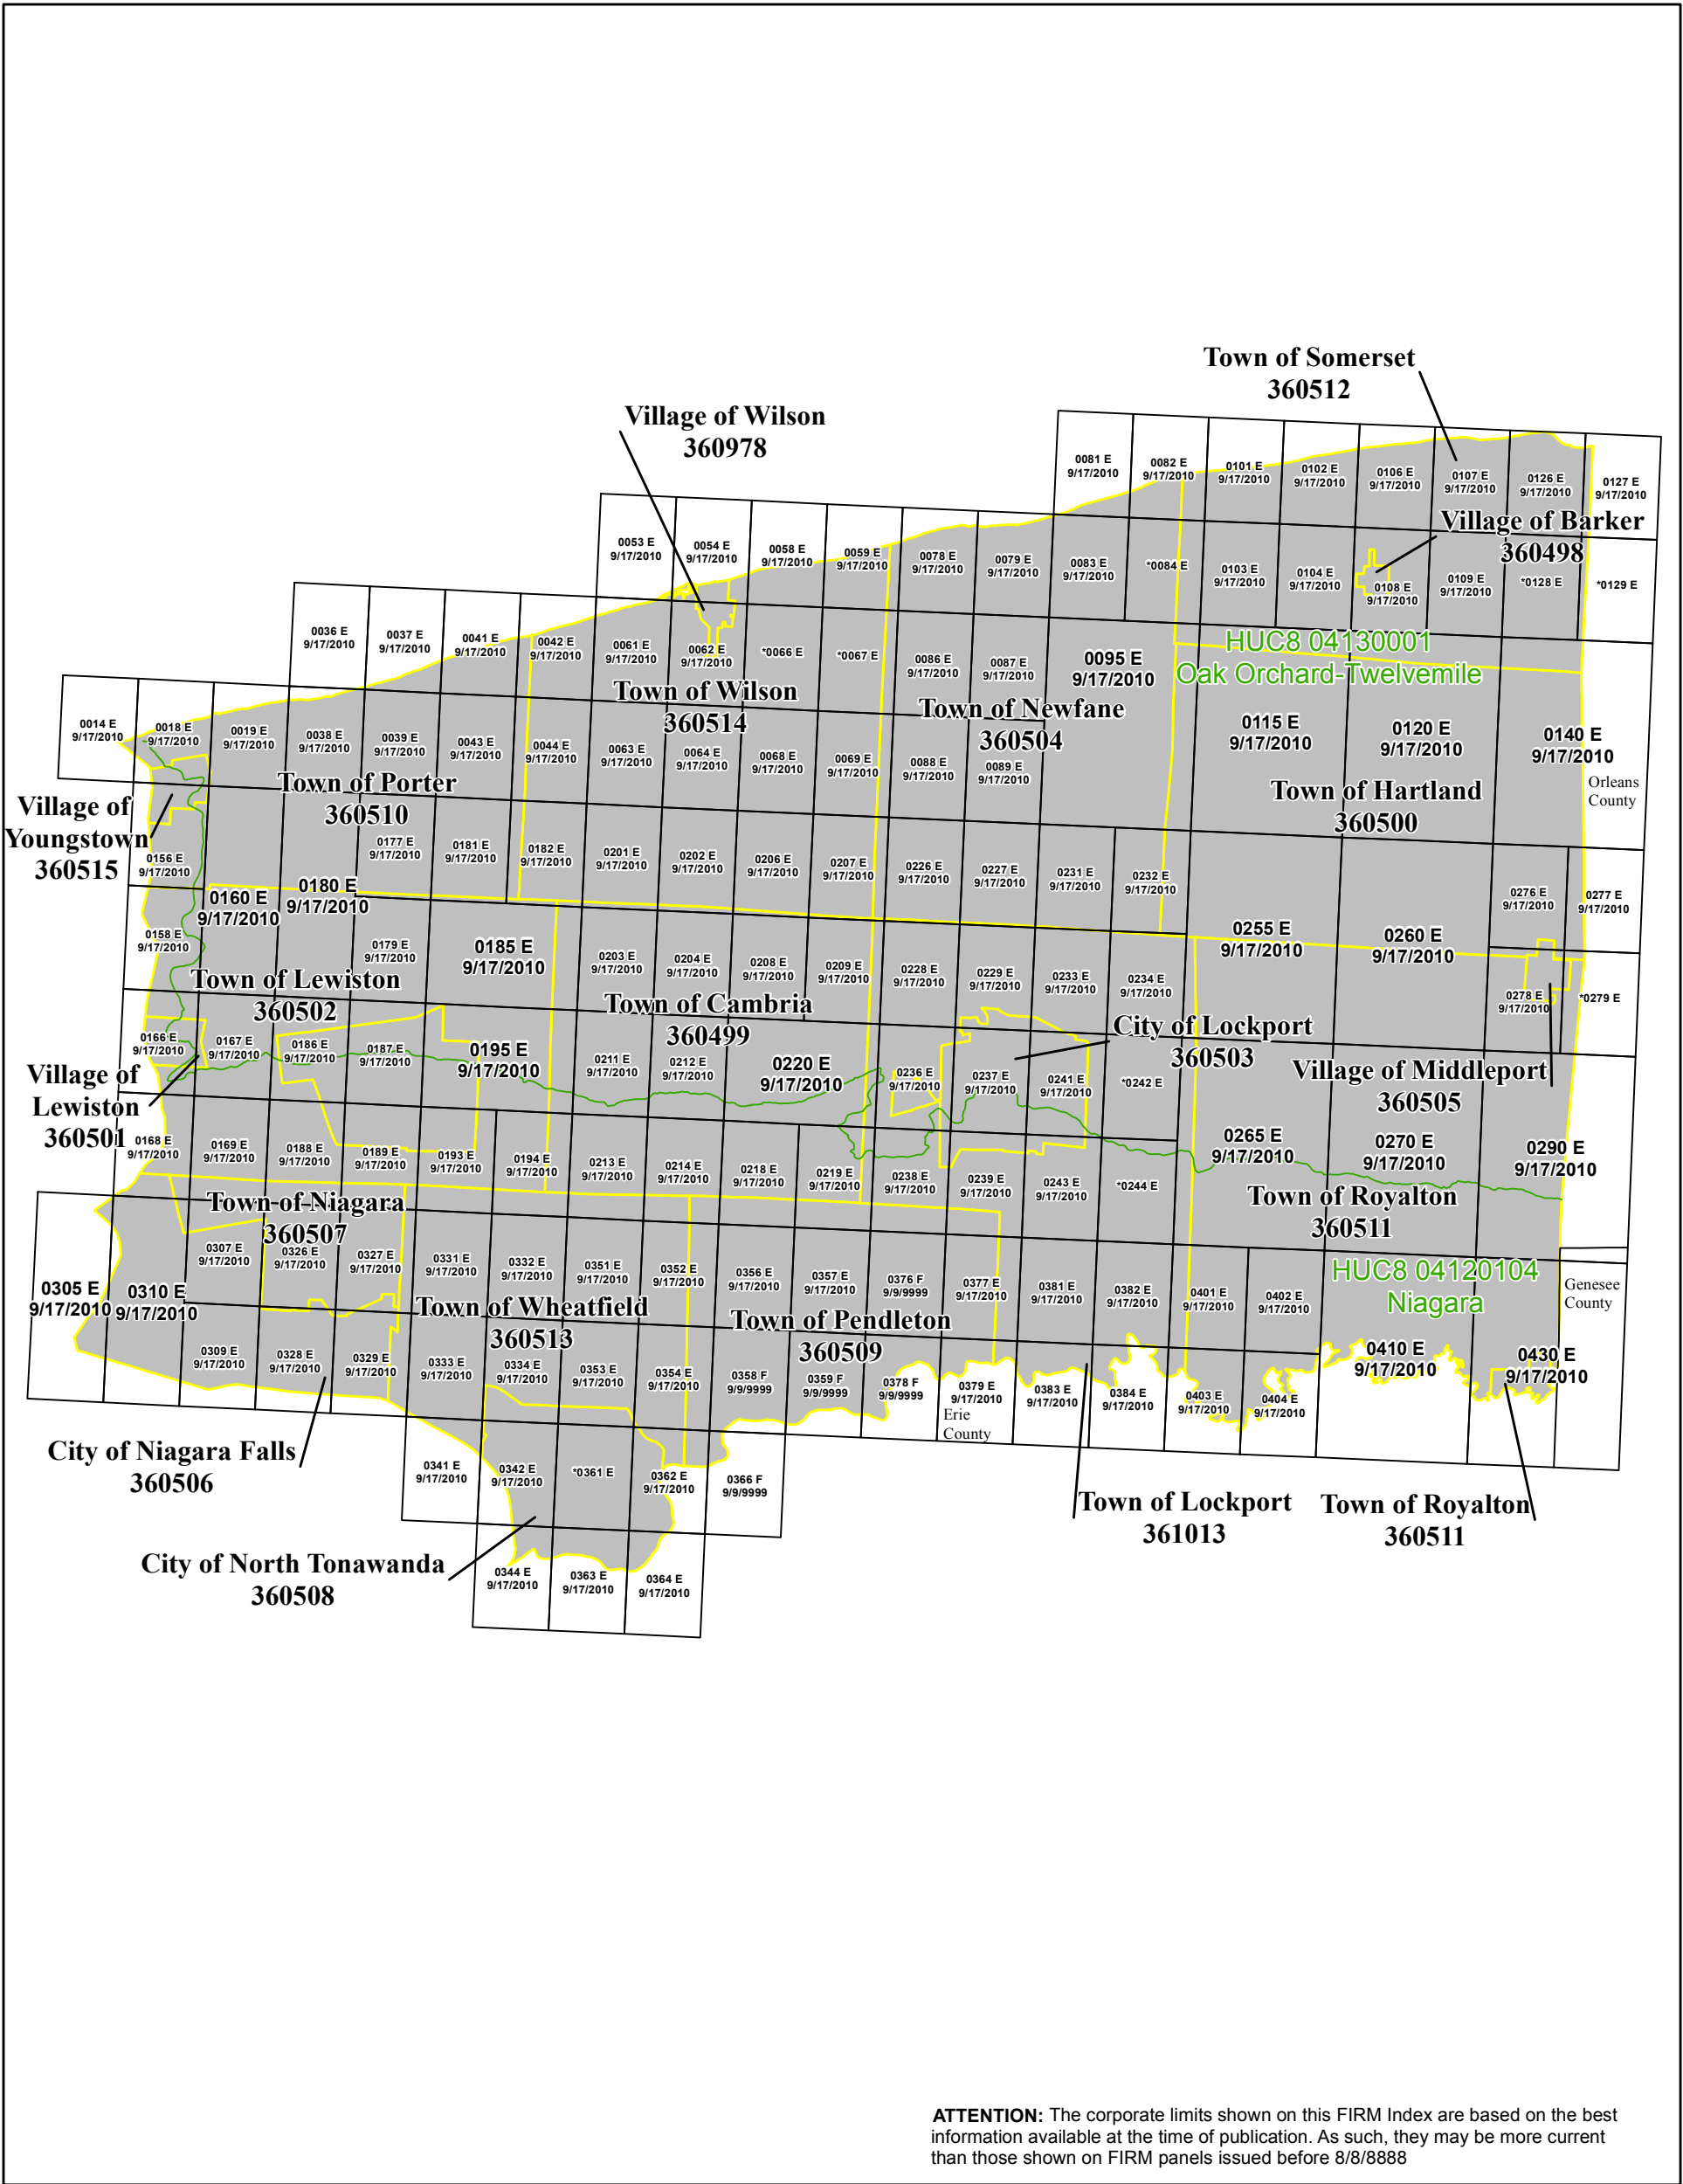 Town of Somerset
360512
Village of Wilson
360978
0081 E
9/17/2010
0082 E
9/17/2010
0101 E
9/17/2010
0102 E
9/17/2010
0106 E
9/17/2010
0107 E
9/17/2010
0126 E
9/17/2010
0127 E
9/17/2010
Village of Barker
360498
0053 E
9/17/2010
0054 E
9/17/2010
0058 E
9/17/2010
0059 E
9/17/2010
0078 E
9/17/2010
0079 E
9/17/2010
0083 E
9/17/2010
*0084 E
0103 E
9/17/2010
0104 E
9/17/2010
0108 E
9/17/2010
0109 E
9/17/2010
*0128 E
*0129 E
0036 E
9/17/2010
0037 E
9/17/2010
0041 E
9/17/2010
0042 E
9/17/2010
0061 E
9/17/2010
0062 E
9/17/2010
*0066 E
*0067 E
0086 E
9/17/2010
0087 E
9/17/2010
0095 E
9/17/2010
HUC8 04130001
Oak Orchard-Twelvemile
Town of Wilson
360514
Town of Newfane
360504
0014 E
9/17/2010
0018 E
9/17/2010
0019 E
9/17/2010
0038 E
9/17/2010
0039 E
9/17/2010
0043 E
9/17/2010
0044 E
9/17/2010
0063 E
9/17/2010
0064 E
9/17/2010
0068 E
9/17/2010
0069 E
9/17/2010
0088 E
9/17/2010
0089 E
9/17/2010
0115 E
9/17/2010
0120 E
9/17/2010
0140 E
9/17/2010
Orleans
County
Town of Porter
360510
Town of Hartland
360500
Village of
Youngstown
360515
0156 E
9/17/2010
0177 E
9/17/2010
0181 E
9/17/2010
0182 E
9/17/2010
0201 E
9/17/2010
0202 E
9/17/2010
0206 E
9/17/2010
0207 E
9/17/2010
0226 E
9/17/2010
0227 E
9/17/2010
0231 E
9/17/2010
0232 E
9/17/2010
0276 E
9/17/2010
0277 E
9/17/2010
0160 E
9/17/2010
0180 E
9/17/2010
0158 E
9/17/2010
0179 E
9/17/2010
0185 E
9/17/2010
0203 E
9/17/2010
0204 E
9/17/2010
0208 E
9/17/2010
0209 E
9/17/2010
0228 E
9/17/2010
0229 E
9/17/2010
0233 E
9/17/2010
0234 E
9/17/2010
0255 E
9/17/2010
0260 E
9/17/2010
0278 E
9/17/2010
*0279 E
Town of Lewiston
360502
Town of Cambria
360499
City of Lockport
360503
Village of Middleport
360505
0166 E
9/17/2010
0167 E
9/17/2010
0186 E
9/17/2010
0187 E
9/17/2010
0195 E
9/17/2010
0211 E
9/17/2010
0212 E
9/17/2010
0220 E
9/17/2010
0236 E
9/17/2010
0237 E
9/17/2010
0241 E
9/17/2010
*0242 E
Village of
Lewiston
360501
0168 E
9/17/2010
0169 E
9/17/2010
0188 E
9/17/2010
0189 E
9/17/2010
0193 E
9/17/2010
0194 E
9/17/2010
0213 E
9/17/2010
0214 E
9/17/2010
0218 E
9/17/2010
0219 E
9/17/2010
0238 E
9/17/2010
0239 E
9/17/2010
0243 E
9/17/2010
*0244 E
0265 E
9/17/2010
0270 E
9/17/2010
0290 E
9/17/2010
Town of Niagara
360507
Town of Royalton
360511
0305 E
9/17/2010
0310 E
9/17/2010
0307 E
9/17/2010
0326 E
9/17/2010
0327 E
9/17/2010
0331 E
9/17/2010
0332 E
9/17/2010
0351 E
9/17/2010
0352 E
9/17/2010
0356 E
9/17/2010
0357 E
9/17/2010
0376 F
9/9/9999
0377 E
9/17/2010
0381 E
9/17/2010
0382 E
9/17/2010
0401 E
9/17/2010
0402 E
9/17/2010
HUC8 04120104
Niagara
Genesee
County
Town of Wheatfield
360513
Town of Pendleton
360509
0309 E
9/17/2010
0328 E
9/17/2010
0329 E
9/17/2010
0333 E
9/17/2010
0334 E
9/17/2010
0353 E
9/17/2010
0354 E
9/17/2010
0358 F
9/9/9999
0359 F
9/9/9999
0378 F
9/9/9999
0379 E
9/17/2010
0383 E
9/17/2010
0384 E
9/17/2010
0403 E
9/17/2010
0404 E
9/17/2010
0410 E
9/17/2010
0430 E
9/17/2010
Erie
County
City of Niagara Falls
360506
0341 E
9/17/2010
0342 E
9/17/2010
*0361 E
0362 E
9/17/2010
0366 F
9/9/9999
Town of Lockport
361013
Town of Royalton
360511
City of North Tonawanda
360508
0344 E
9/17/2010
0363 E
9/17/2010
0364 E
9/17/2010
ATTENTION: The corporate limits shown on this FIRM Index are based on the best
information available at the time of publication. As such, they may be more current
than those shown on FIRM panels issued before 8/8/8888